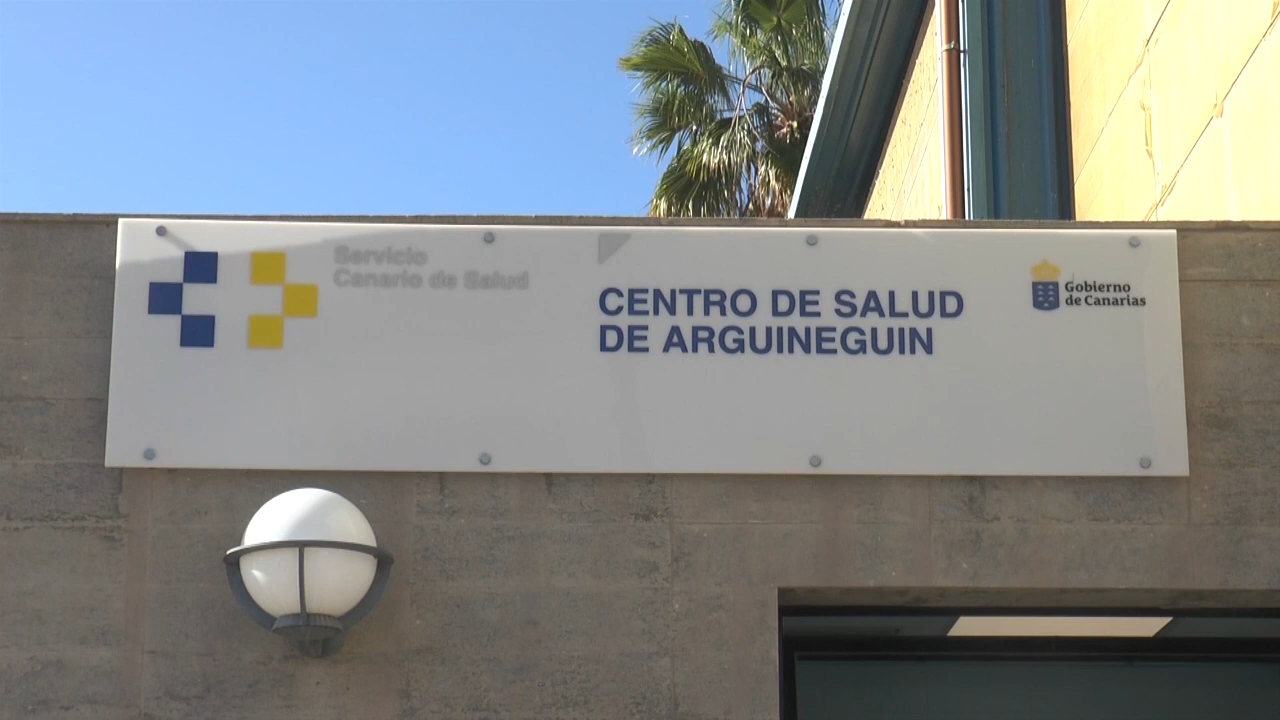 Servicio
Canario de Salud
CENTRO DE SALUD
DE ARGUINEGUIN
Gobierno
de Canarias